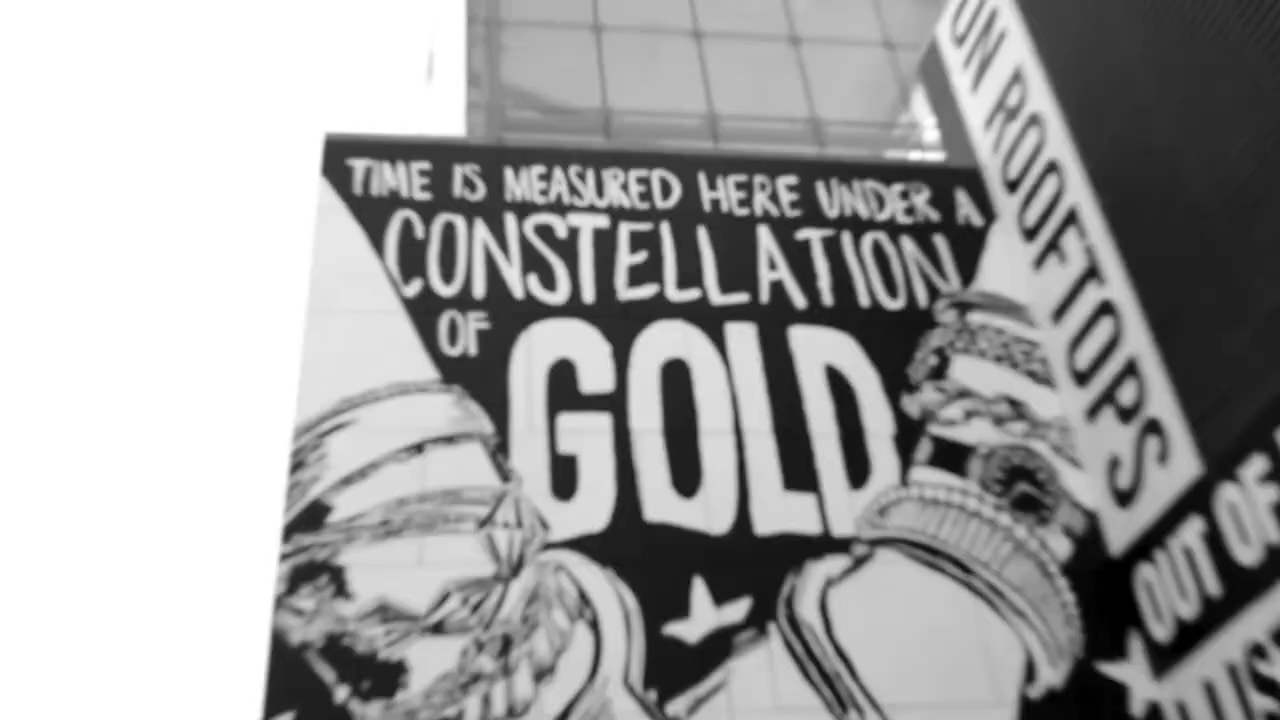 TIME IS MEASURED HERE UNDER A
CONSTELLATION
OF
GOLD
ON ROOFTOPS
OUT OF